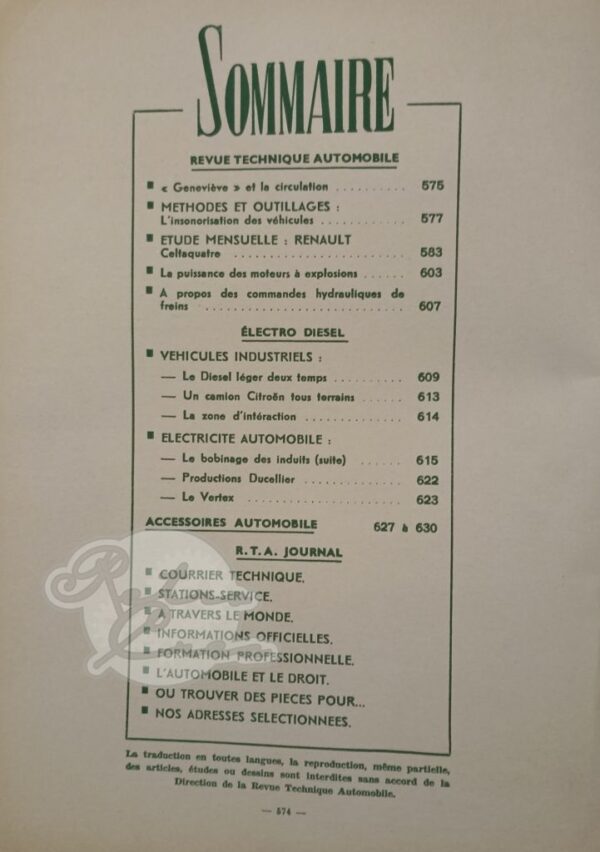 SOMMAIRE
REVUE TECHNIQUE AUTOMOBILE
■ « Geneviève » et la circulation .......... 575
■ METHODES ET OUTILLAGES :
L'insonorisation des véhicules ............ 577
■ ETUDE MENSUELLE : RENAULT
Celtaquatre ...................... 583
■ La puissance des moteurs à explosions ...... 603
■ A propos des commandes hydrauliques de
freins .......................... 607
ÉLECTRO DIESEL
■ VEHICULES INDUSTRIELS :
— Le Diesel léger deux temps .......... 609
— Un camion Citroën tous terrains ....... 613
— La zone d'intéraction .............. 614
■ ELECTRICITE AUTOMOBILE :
— Le bobinage des induits (suite) ....... 615
— Productions Ducellier .............. 622
— Le Vertex ...................... 623
ACCESSOIRES AUTOMOBILE 627 à 630
R.T.A. JOURNAL
■ COURRIER TECHNIQUE.
■ STATIONS-SERVICE.
■ A TRAVERS LE MONDE.
■ INFORMATIONS OFFICIELLES.
■ FORMATION PROFESSIONNELLE.
■ L'AUTOMOBILE ET LE DROIT.
■ OU TROUVER DES PIECES POUR...
■ NOS ADRESSES SELECTIONNEES.
La traduction en toutes langues, la reproduction, même partielle,
des articles, études ou dessins sont interdites sans accord de la
Direction de la Revue Technique Automobile.
— 574 —